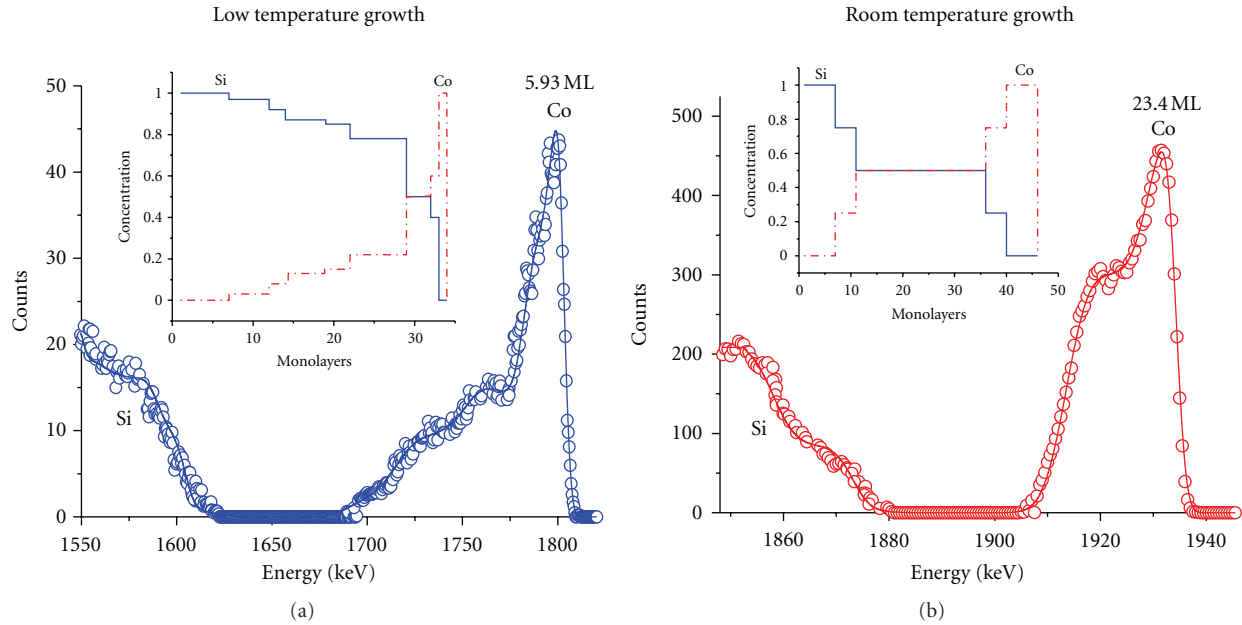 Low temperature growth
Room temperature growth
50
40
30
20
10
0
Counts
1550
1600
1650
1700
1750
1800
Energy (keV)
5.93 ML
Co
Si
Si
Co
1
0.8
0.6
0.4
0.2
0
Concentration
10
20
30
Monolayers
(a)
500
400
300
200
100
0
Counts
1860
1880
1900
1920
1940
Energy (keV)
23.4 ML
Co
Si
Si
Co
1
0.8
0.6
0.4
0.2
0
Concentration
0
10
20
30
40
50
Monolayers
(b)